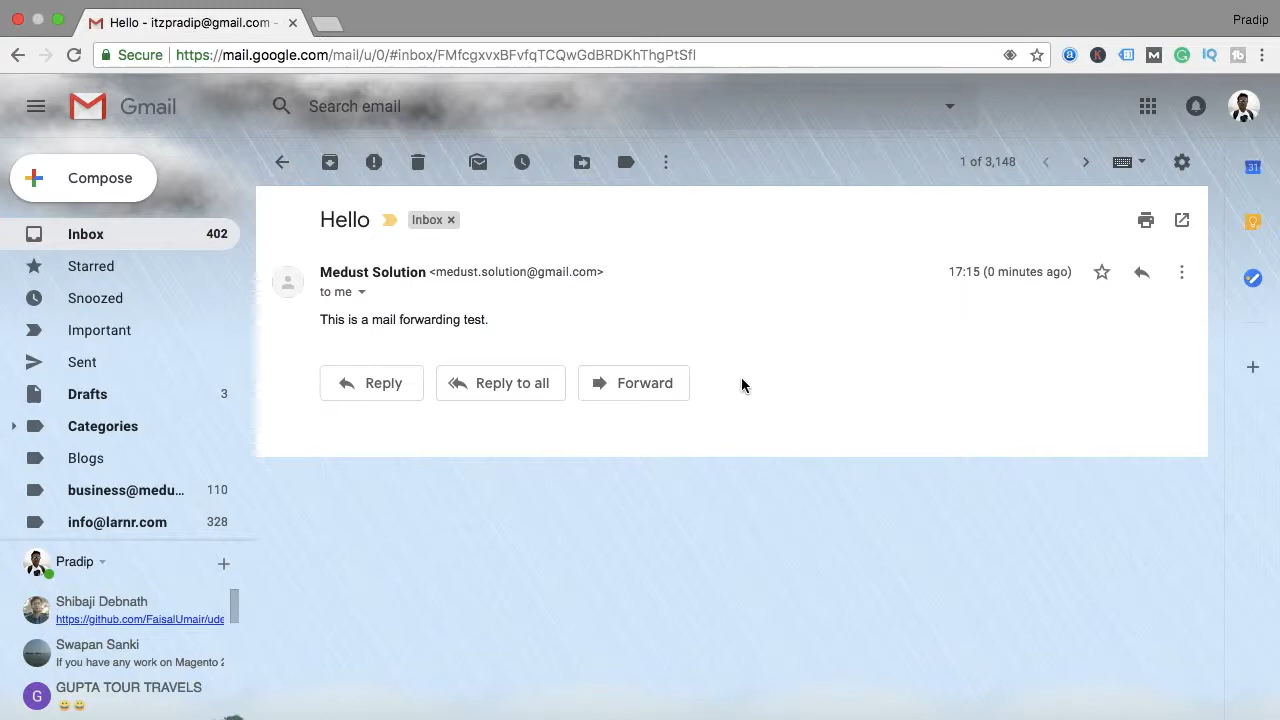 Hello - itzpradip@gmail.com -
Pradip
Secure
https://mail.google.com/mail/u/0/#inbox/FMfcgxvxBFvfqTCQwGdBRDKhThgPtSfl
Gmail
Search email
Compose
1 of 3,148
31
Inbox 402
Starred
Snoozed
Important
Sent
Drafts 3
Categories
Blogs
business@medu... 110
info@larnr.com 328
Hello
Inbox
Medust Solution <medust.solution@gmail.com>
17:15 (0 minutes ago)
to me
This is a mail forwarding test.
Reply
Reply to all
Forward
Pradip
Shibaji Debnath
https://github.com/FaisalUmair/ude
Swapan Sanki
If you have any work on Magento 2
G
GUPTA TOUR TRAVELS